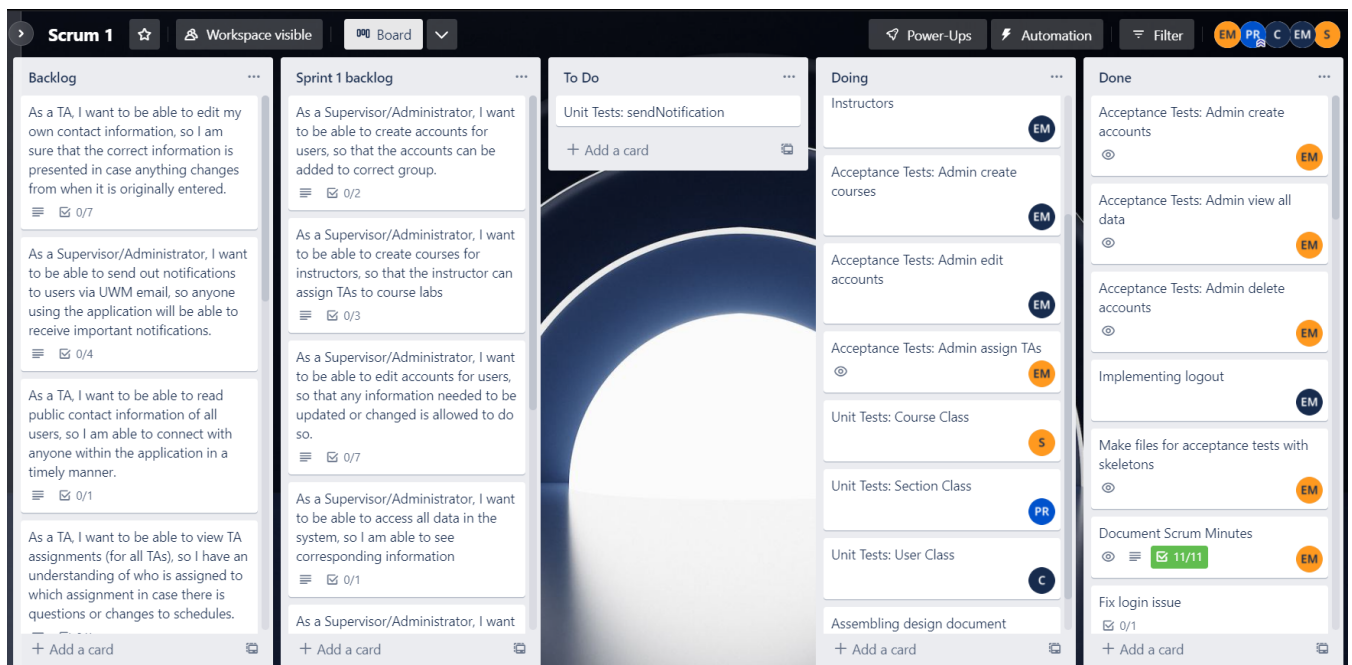 Scrum 1
Workspace visible
Board
Power-Ups
Automation
Filter
EM PR C EM S
Backlog
As a TA, I want to be able to edit my
own contact information, so I am
sure that the correct information is
presented in case anything changes
from when it is originally entered.
0/7
As a Supervisor/Administrator, I want
to be able to send out notifications
to users via UWM email, so anyone
using the application will be able to
receive important notifications.
0/4
As a TA, I want to be able to read
public contact information of all
users, so I am able to connect with
anyone within the application in a
timely manner.
0/1
As a TA, I want to be able to view TA
assignments (for all TAs), so I have an
understanding of who is assigned to
which assignment in case there is
questions or changes to schedules.
+ Add a card
Sprint 1 backlog
As a Supervisor/Administrator, I want
to be able to create accounts for
users, so that the accounts can be
added to correct group.
0/2
As a Supervisor/Administrator, I want
to be able to create courses for
instructors, so that the instructor can
assign TAs to course labs
0/3
As a Supervisor/Administrator, I want
to be able to edit accounts for users,
so that any information needed to be
updated or changed is allowed to do
so.
0/7
As a Supervisor/Administrator, I want
to be able to access all data in the
system, so I am able to see
corresponding information
0/1
As a Supervisor/Administrator, I want
+ Add a card
To Do
Unit Tests: sendNotification
+ Add a card
Doing
Instructors
EM
Acceptance Tests: Admin create
courses
EM
Acceptance Tests: Admin edit
accounts
EM
Acceptance Tests: Admin assign TAs
EM
Unit Tests: Course Class
S
Unit Tests: Section Class
PR
Unit Tests: User Class
C
Assembling design document
+ Add a card
Done
Acceptance Tests: Admin create
accounts
EM
Acceptance Tests: Admin view all
data
EM
Acceptance Tests: Admin delete
accounts
EM
Implementing logout
EM
Make files for acceptance tests with
skeletons
EM
Document Scrum Minutes
11/11
EM
Fix login issue
0/1
+ Add a card